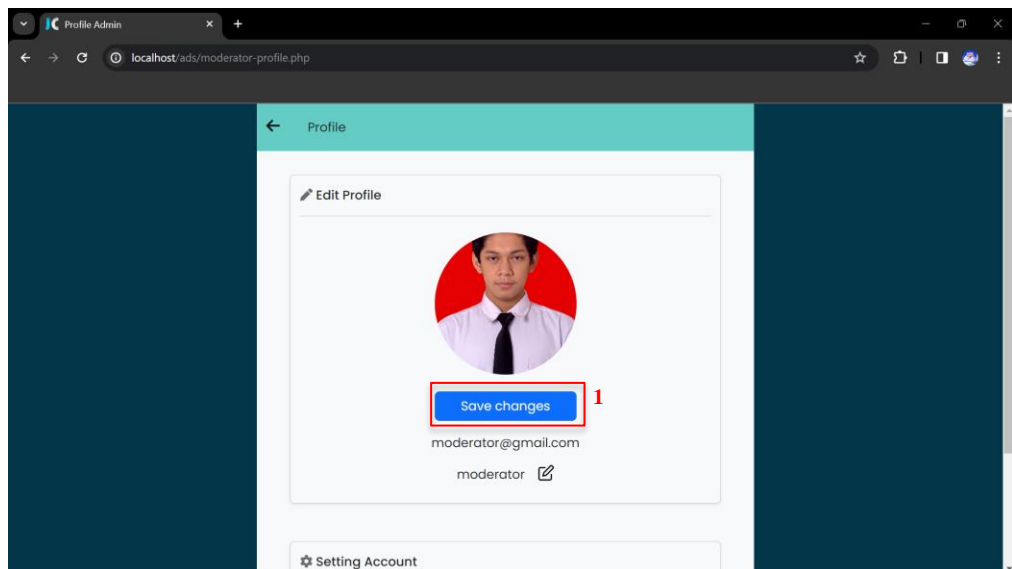 Profile Admin
localhost/ads/moderator-profile.php
Profile
Edit Profile
Save changes
1
moderator@gmail.com
moderator
Setting Account